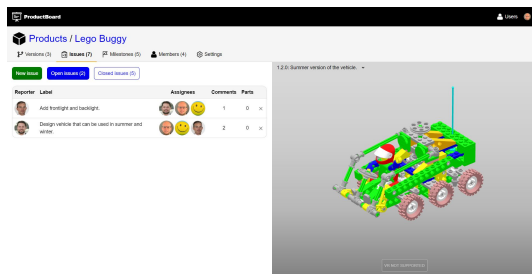 ProductBoard
Users
Products / Lego Buggy
Versions (3)
Issues (7)
Milestones (5)
Members (4)
Settings
New issue
Open issues (2)
Closed issues (5)
1.2.0: Summer version of the vehicle.
Reporter Label Assignees Comments Parts
Add frontlight and backlight. 1 0 ×
Design vehicle that can be used in summer and
winter. 2 0 ×